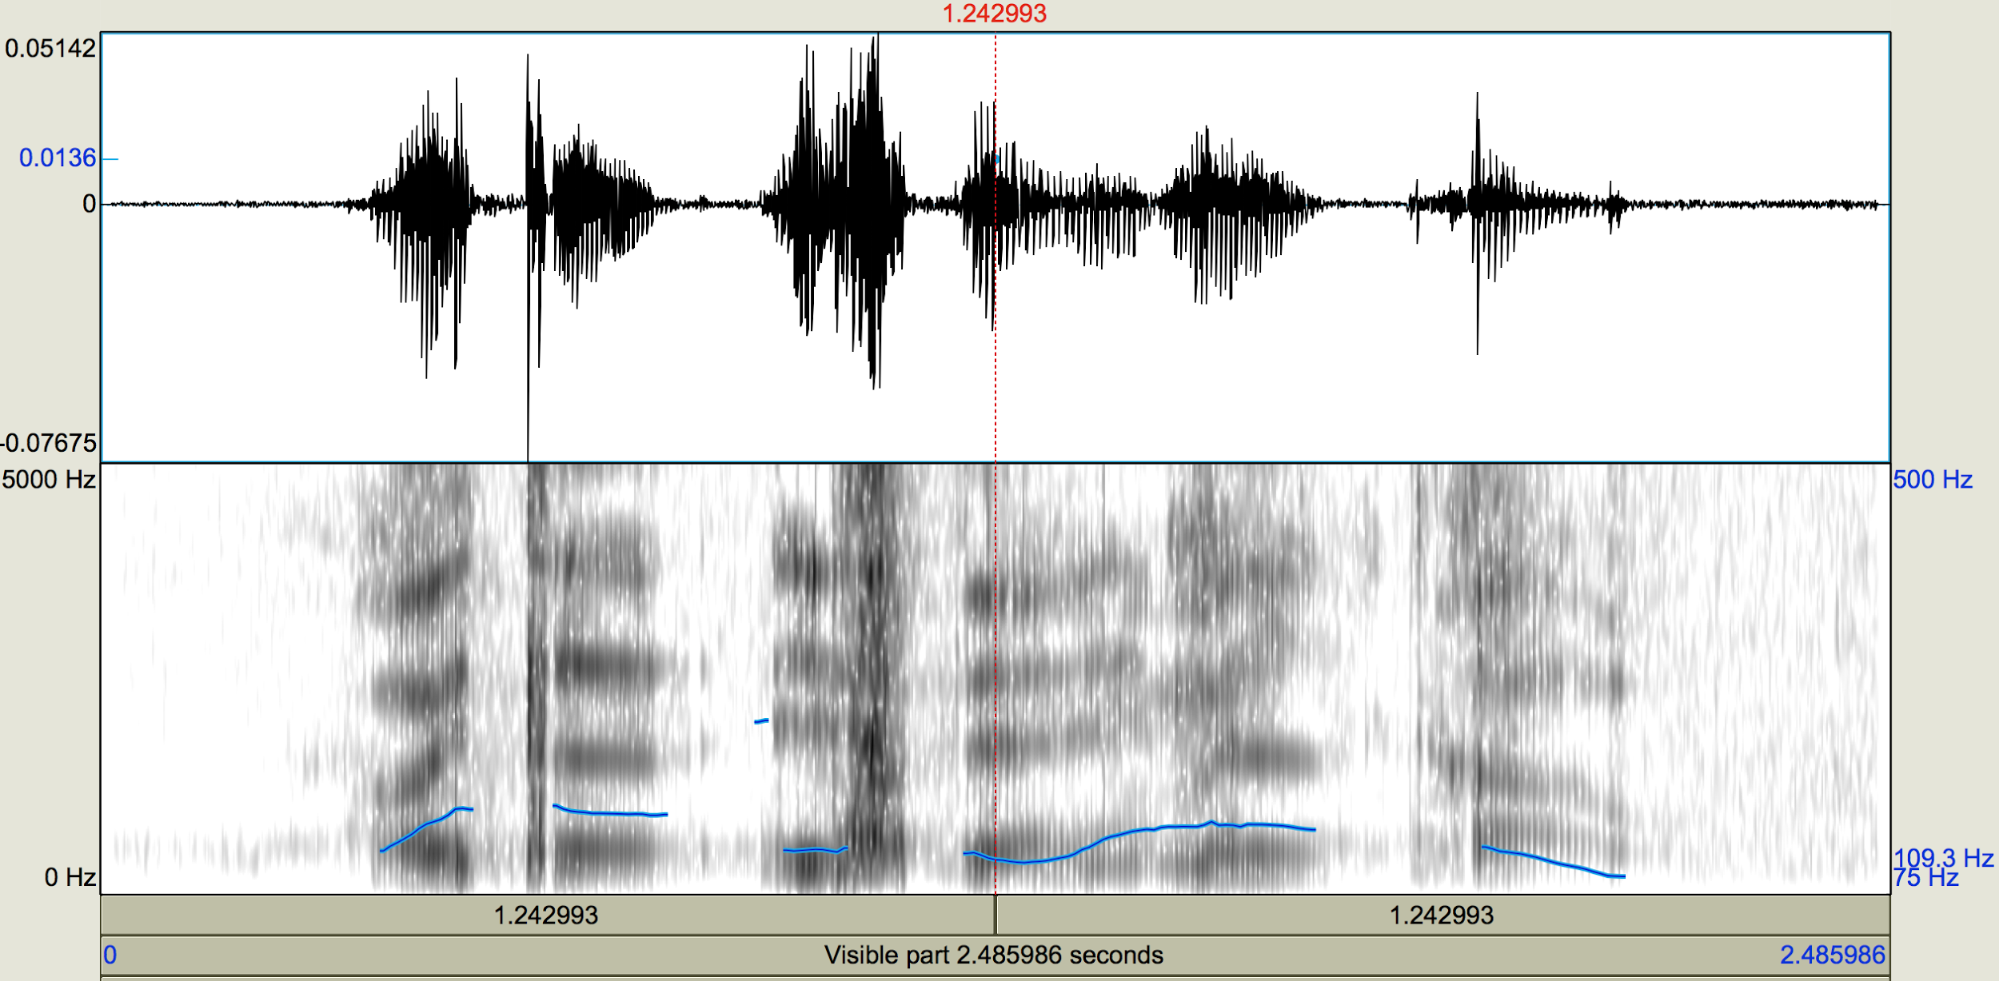 1.242993
0.05142
0.0136
0
-0.07675
5000 Hz
500 Hz
109.3 Hz
0 Hz
75 Hz
1.242993
1.242993
0
Visible part 2.485986 seconds
2.485986